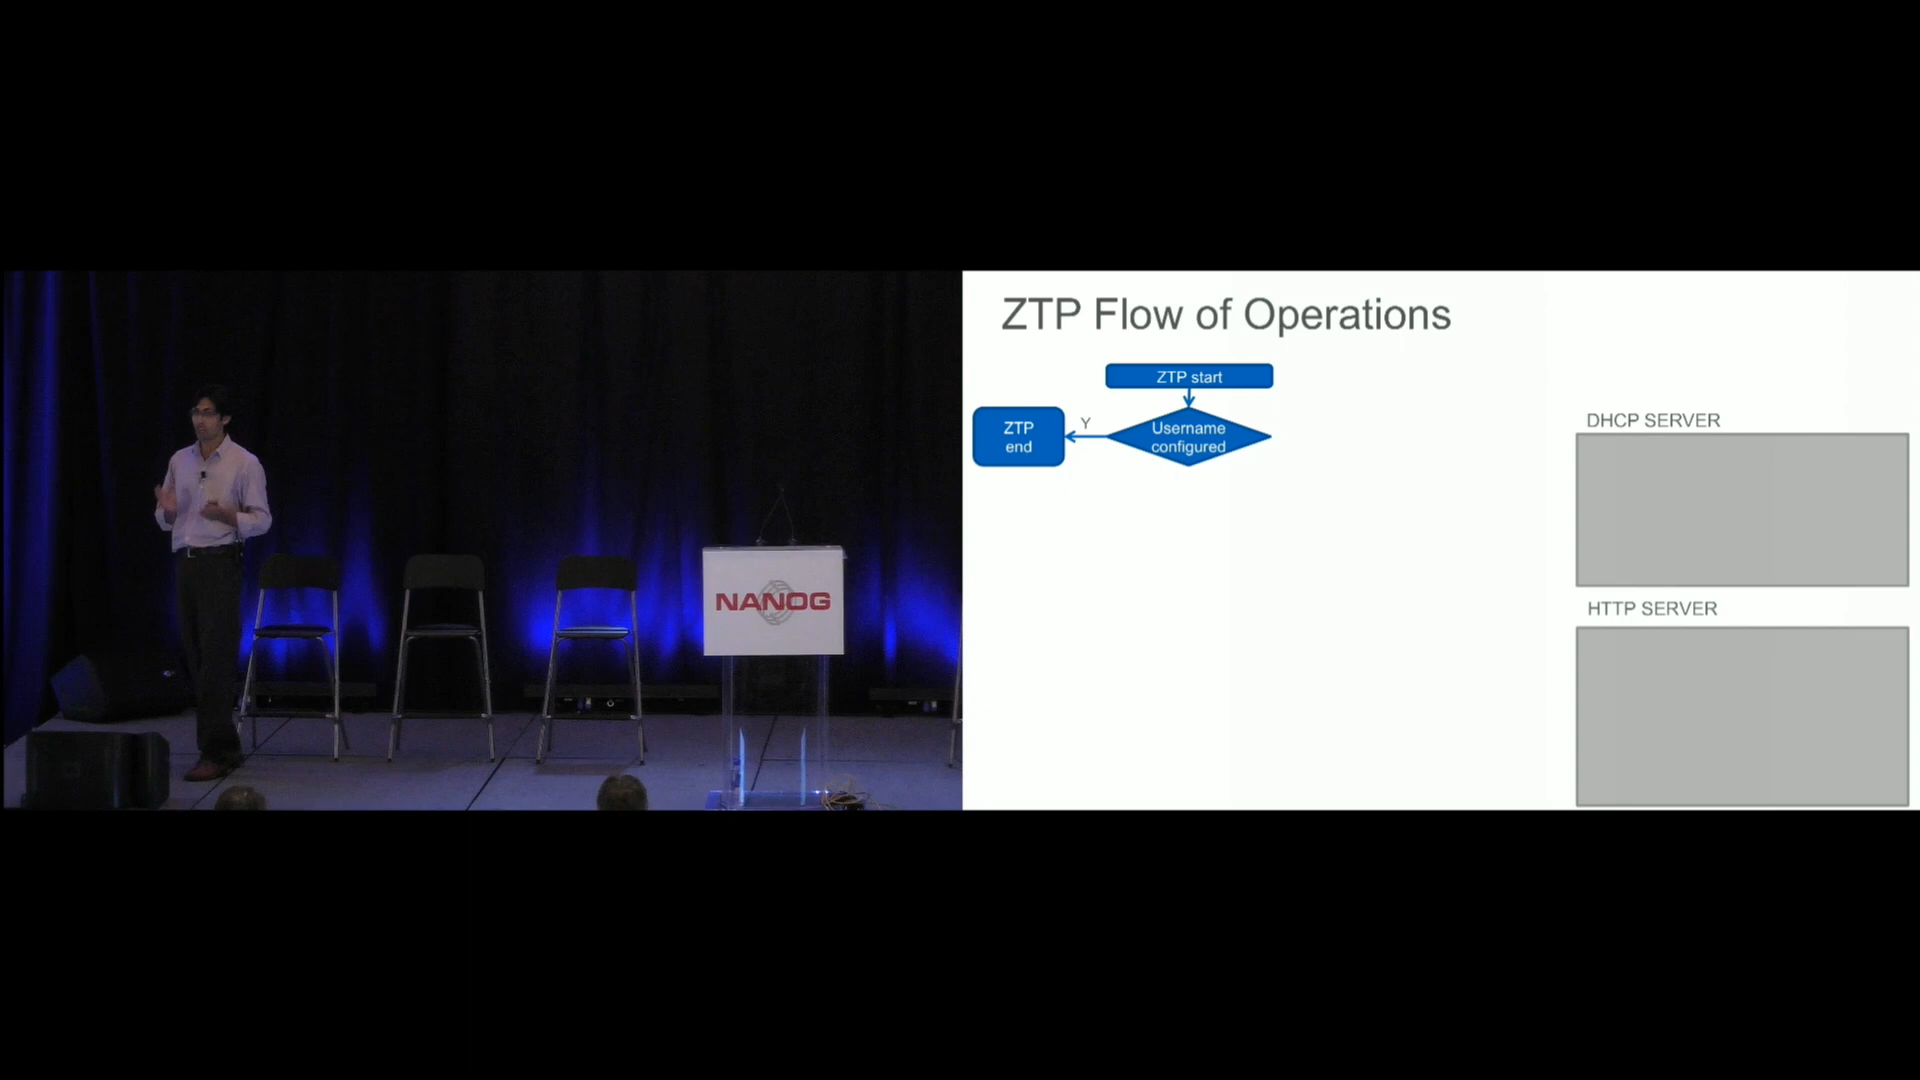 NANOG
ZTP Flow of Operations
ZTP start
ZTP
end
Y
Username
configured
DHCP SERVER
HTTP SERVER